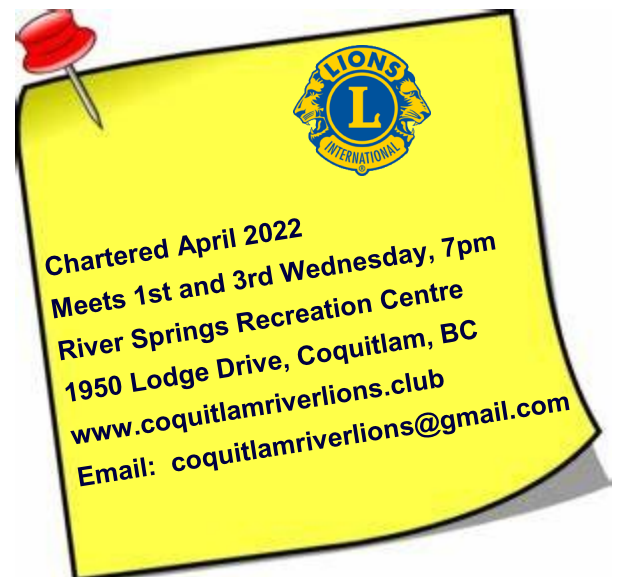 LIONS
L
INTERNATIONAL
®
Chartered April 2022
Meets 1st and 3rd Wednesday, 7pm
River Springs Recreation Centre
1950 Lodge Drive, Coquitlam, BC
www.coquitlamriverlions.club
Email:  coquitlamriverlions@gmail.com